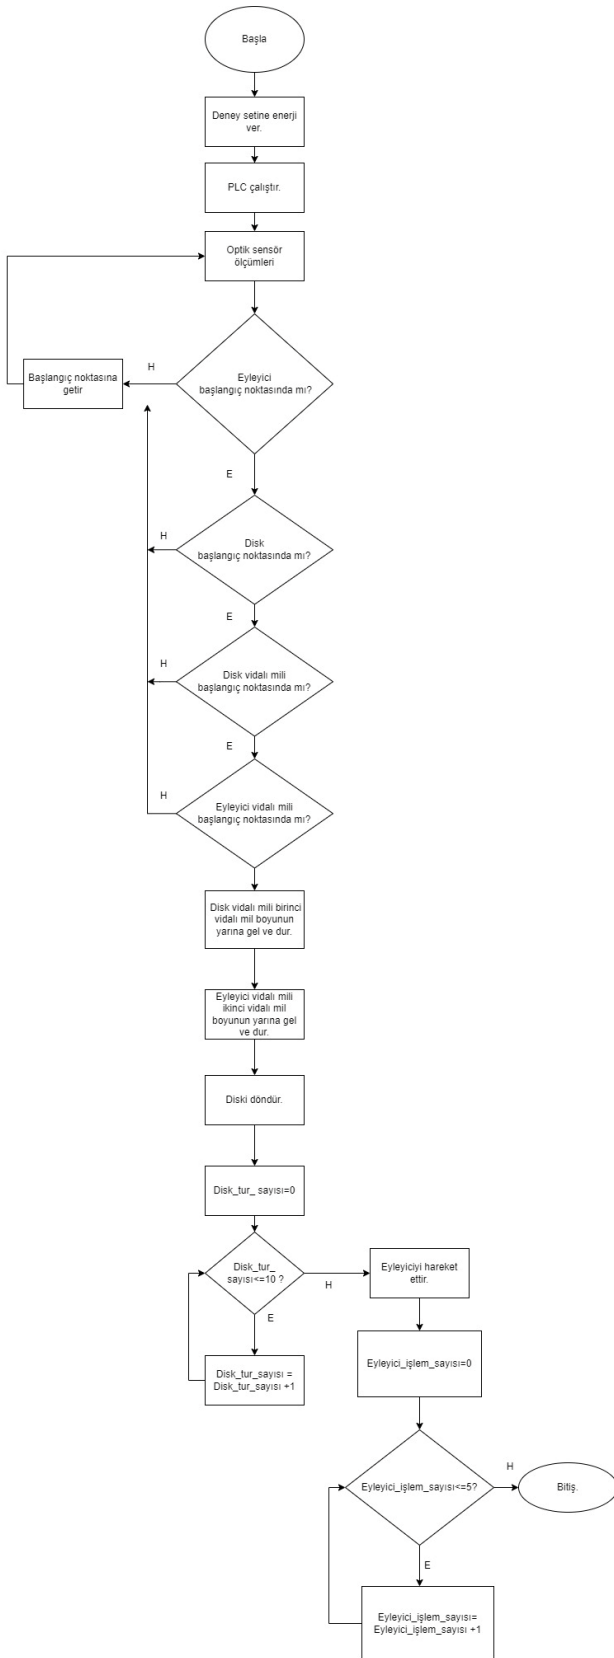 Başla
Deney setine enerji
ver.
PLC çalıştır.
Optik sensör
ölçümleri
Eyleyici
başlangıç noktasında mı?
H
Başlangıç noktasına
getir
E
Disk
başlangıç noktasında mı?
H
E
Disk vidalı mili
başlangıç noktasında mı?
H
E
Eyleyici vidalı mili
başlangıç noktasında mı?
H
Disk vidalı mili birinci
vidalı mil boyunun
yarına gel ve dur.
Eyleyici vidalı mili
ikinci vidalı mil
boyunun yarına gel
ve dur.
Diski döndür.
Disk_tur_ sayısı=0
Disk_tur_
sayısı<=10 ?
H
E
Disk_tur_sayısı =
Disk_tur_sayısı +1
Eyleyiciyi hareket
ettir.
Eyleyici_işlem_sayısı=0
Eyleyici_işlem_sayısı<=5?
H
Bitiş.
E
Eyleyici_işlem_sayısı=
Eyleyici_işlem_sayısı +1